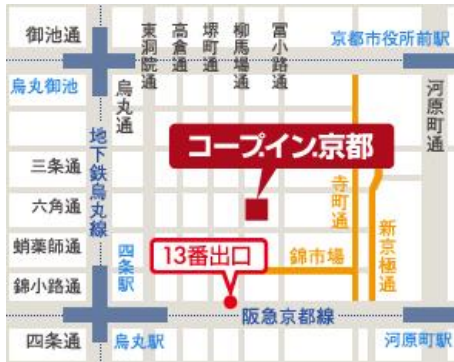 御池通
東洞院通
高倉通
堺町通
柳馬場通
冨小路通
京都市役所前駅
烏丸御池
烏丸通
河原町通
地下鉄烏丸線
コープ.イン.京都
三条通
六角通
寺町通
新京極通
蛸薬師通
四条駅
13番出口
錦市場
錦小路通
阪急京都線
四条通
烏丸駅
河原町駅